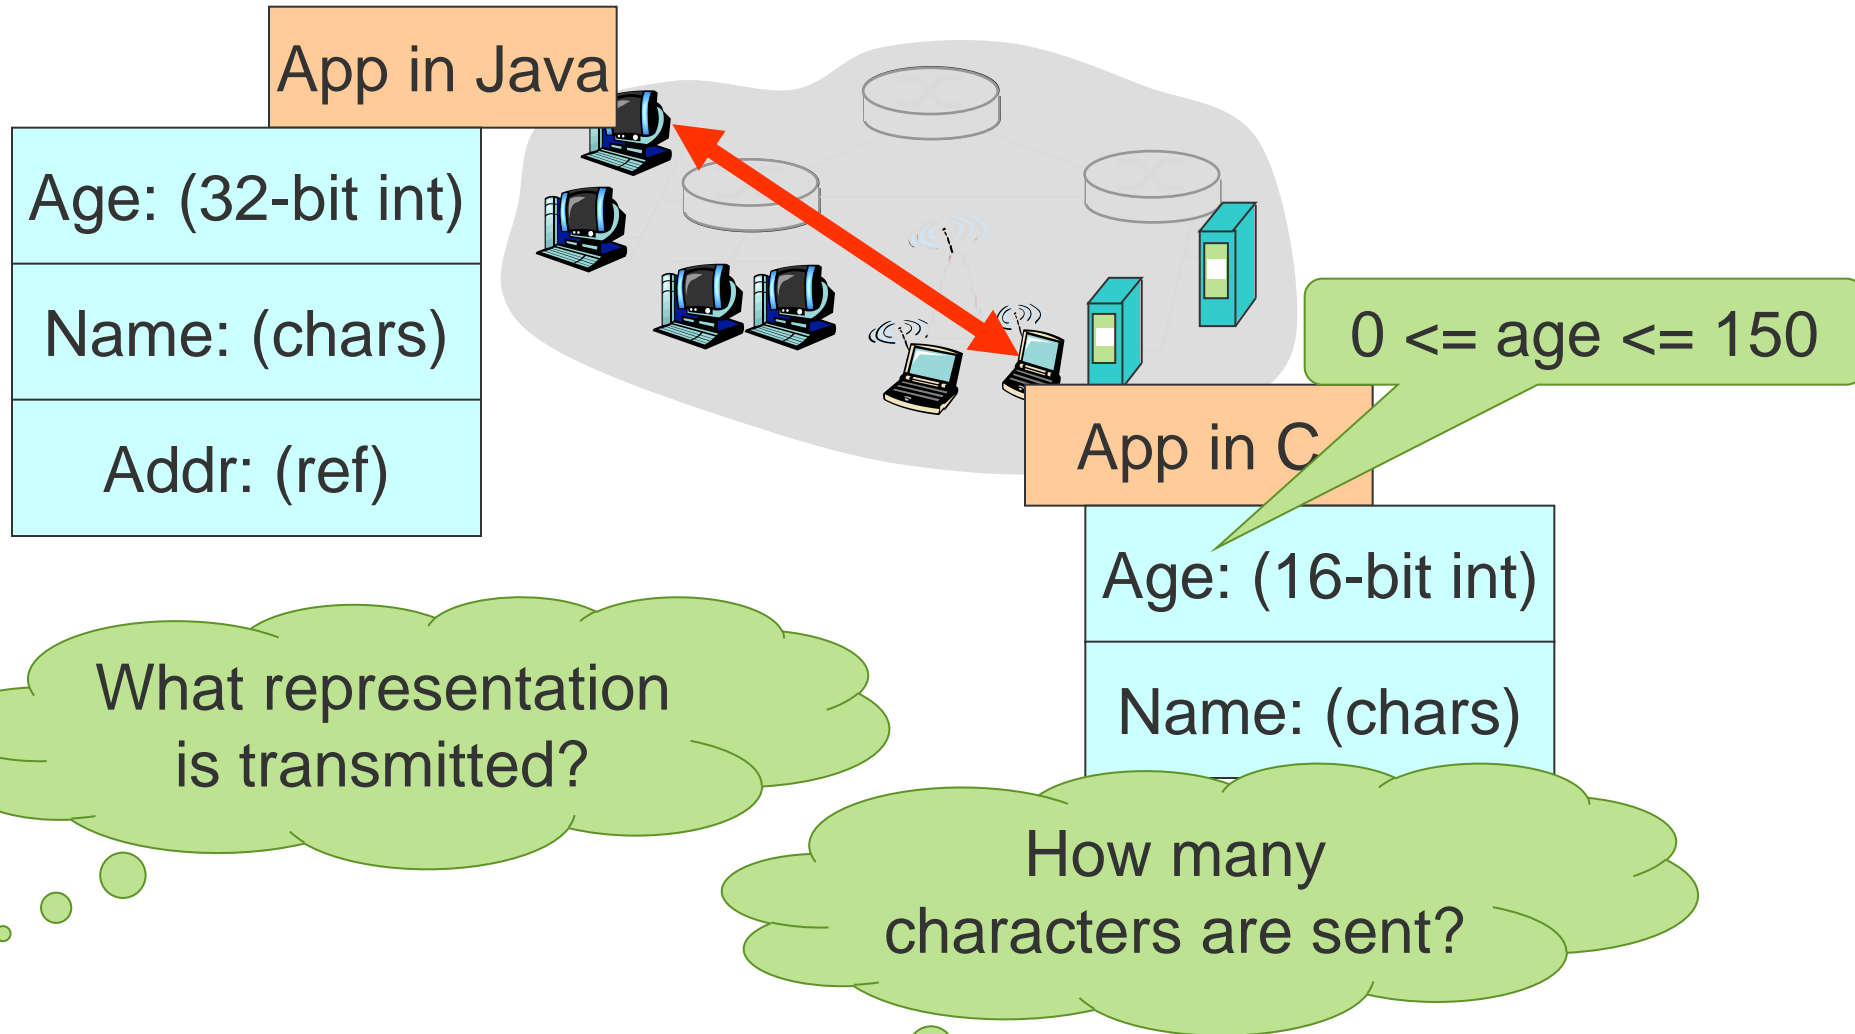 App in Java
Age: (32-bit int)
Name: (chars)
Addr: (ref)
0 <= age <= 150
App in C
Age: (16-bit int)
Name: (chars)
What representation
is transmitted?
How many
characters are sent?